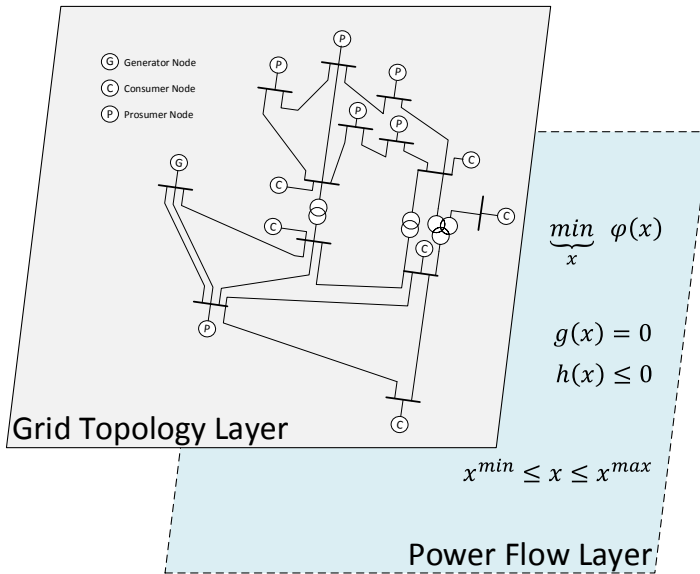 P
P
P
G Generator Node
C Consumer Node
P Prosumer Node
P
P
C
G
C
C
C
C
P
C
min φ(x)
x
g(x) = 0
h(x) ≤ 0
x^min ≤ x ≤ x^max
Grid Topology Layer
Power Flow Layer